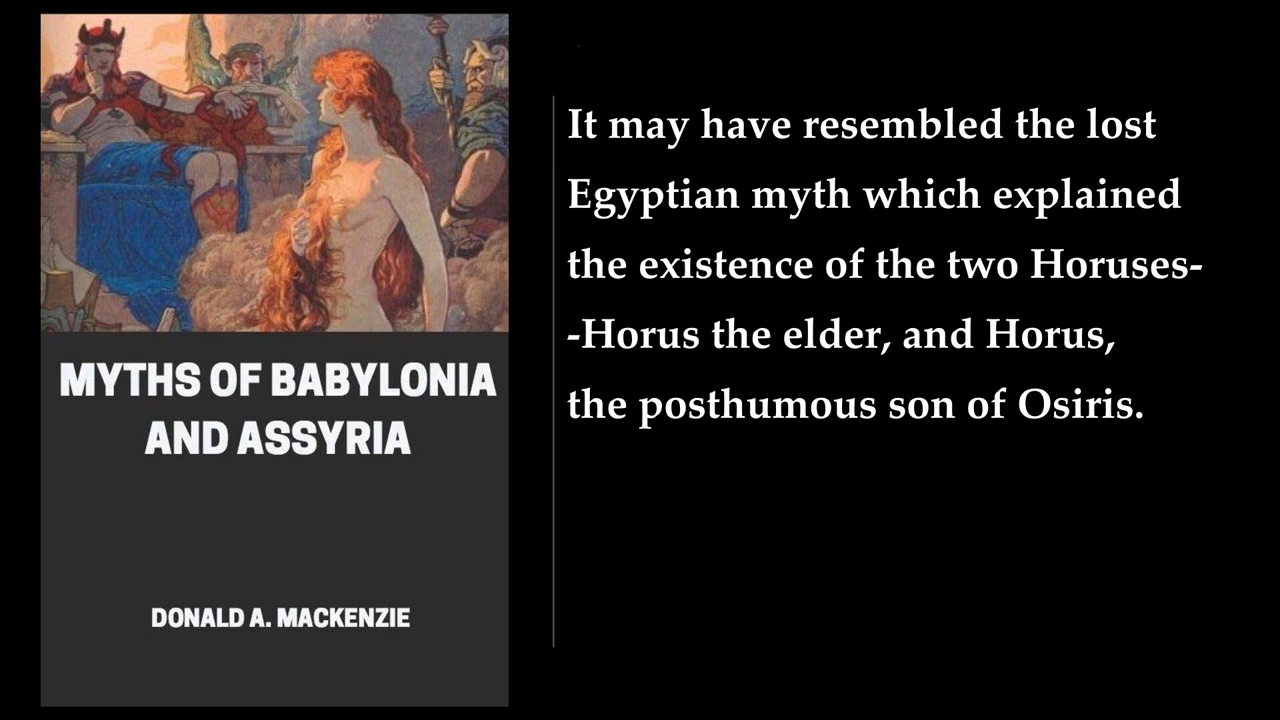 MYTHS OF BABYLONIA
AND ASSYRIA
DONALD A. MACKENZIE
It may have resembled the lost
Egyptian myth which explained
the existence of the two Horuses-
-Horus the elder, and Horus,
the posthumous son of Osiris.